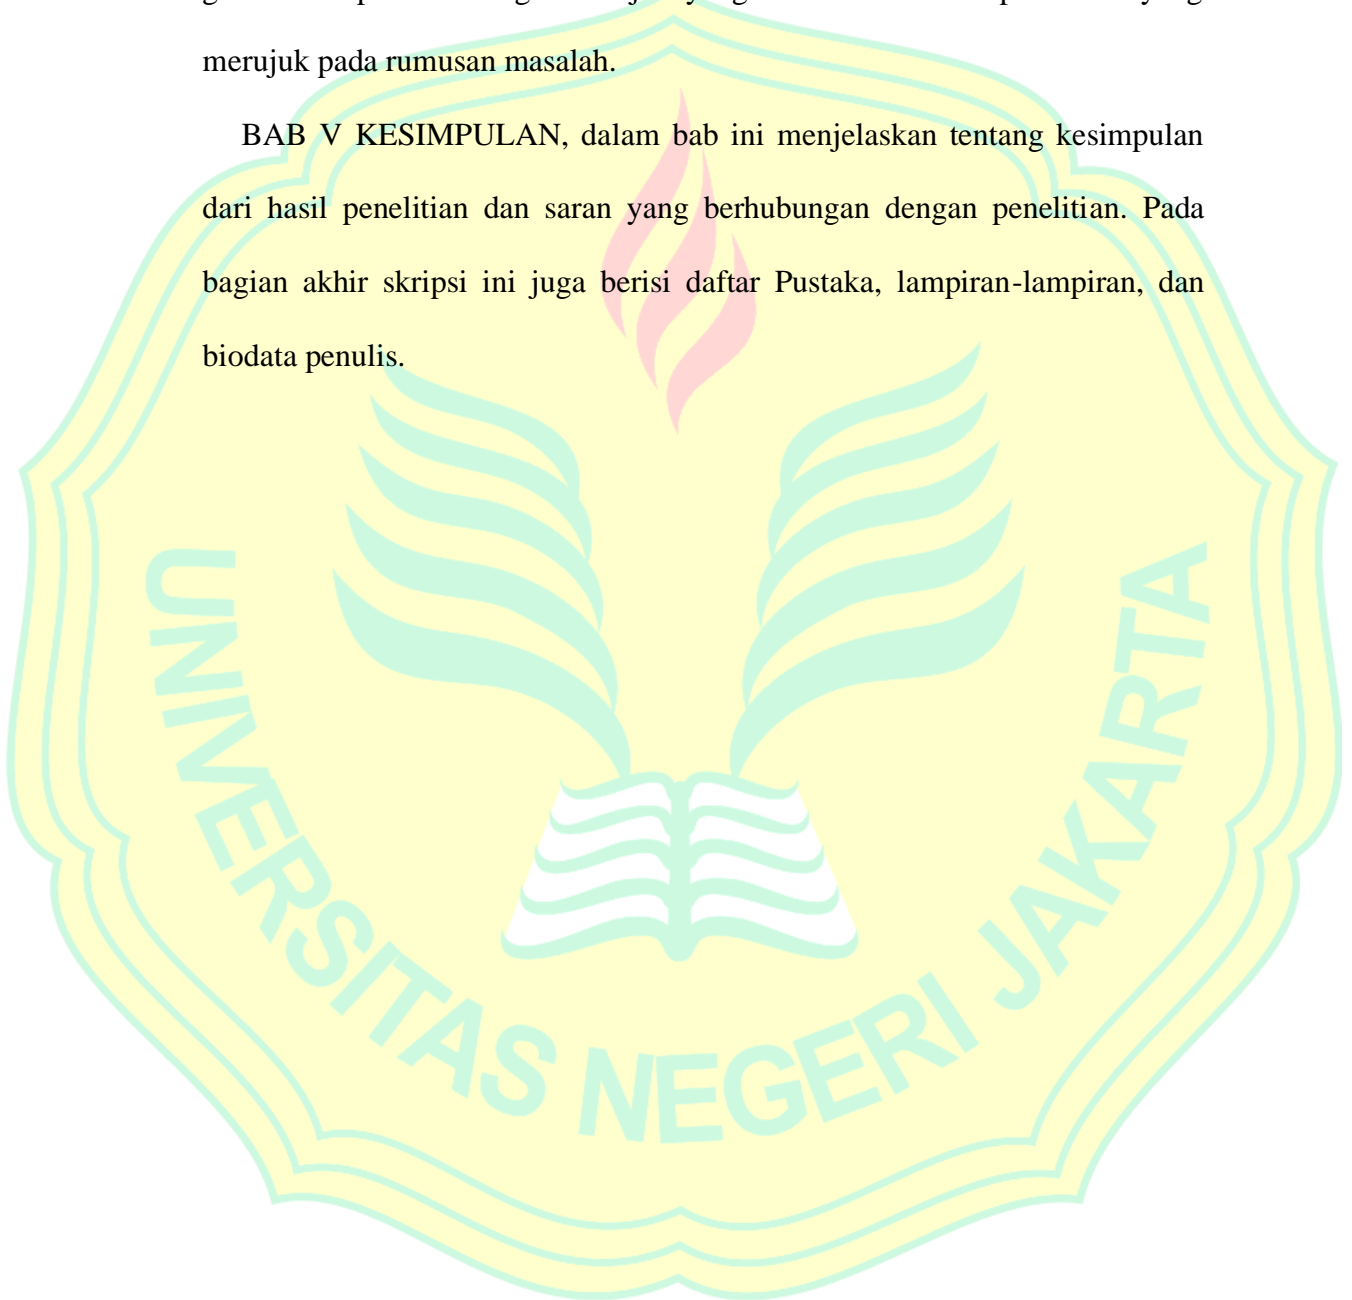 merujuk pada rumusan masalah.
BAB V KESIMPULAN, dalam bab ini menjelaskan tentang kesimpulan
dari hasil penelitian dan saran yang berhubungan dengan penelitian. Pada
bagian akhir skripsi ini juga berisi daftar Pustaka, lampiran-lampiran, dan
biodata penulis.
UNIVERSITAS NEGERI JAKARTA